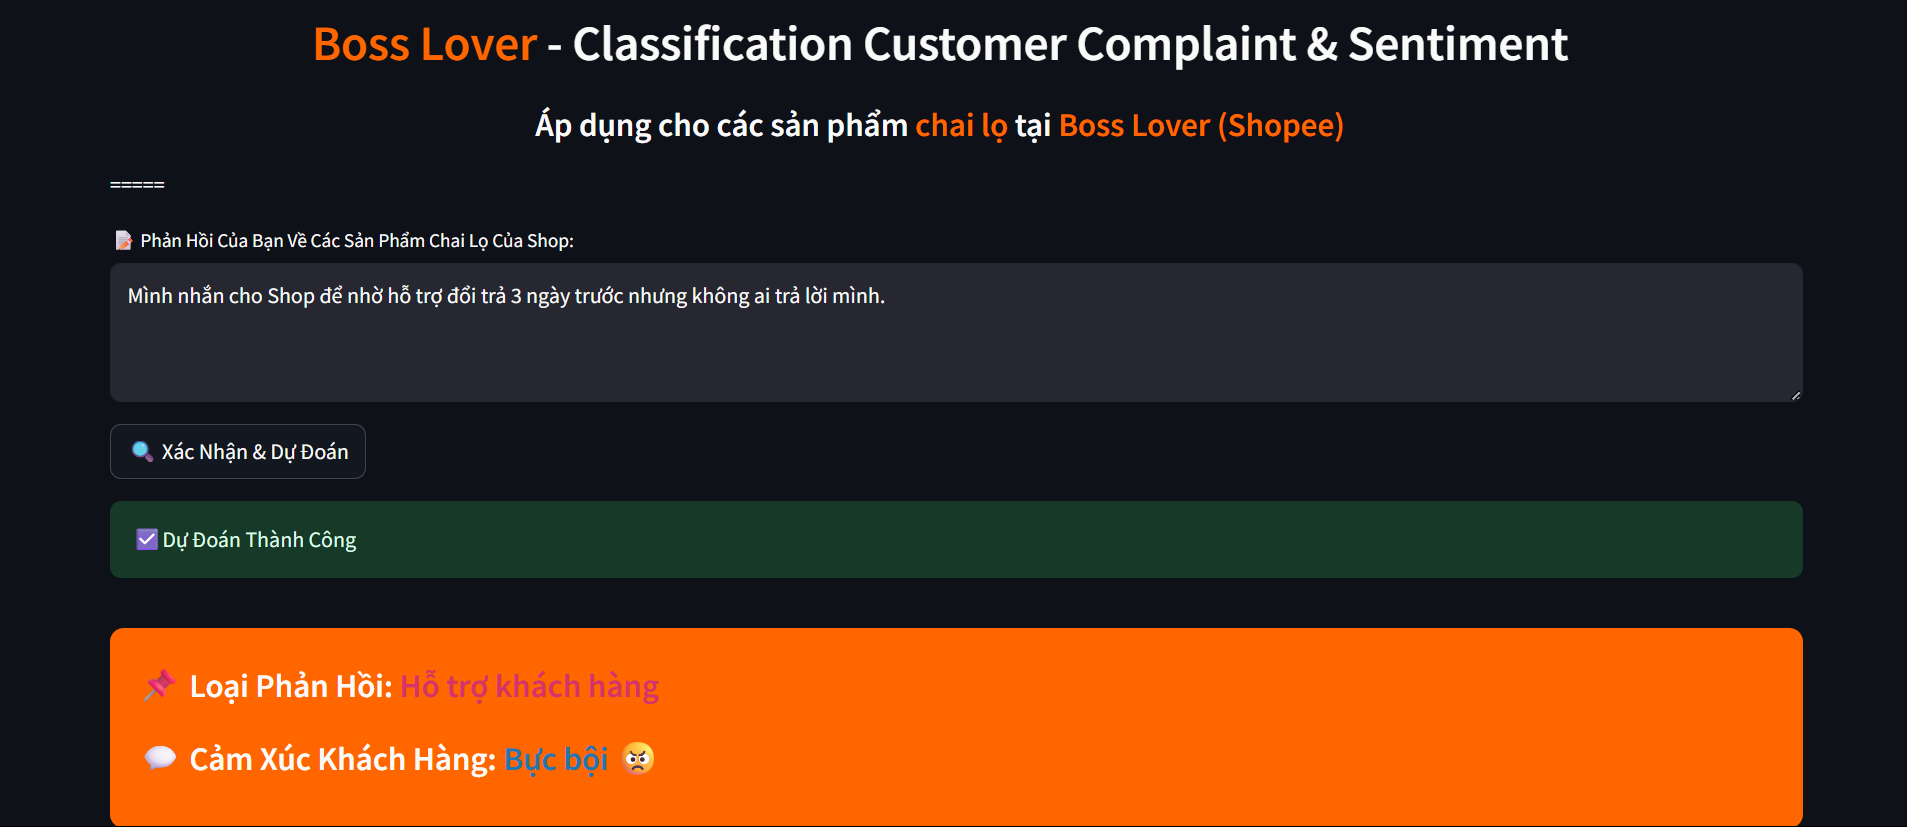 Boss Lover - Classification Customer Complaint & Sentiment
Áp dụng cho các sản phẩm chai lọ tại Boss Lover (Shopee)
=====
Phản Hồi Của Bạn Về Các Sản Phẩm Chai Lọ Của Shop:
Mình nhắn cho Shop để nhờ hỗ trợ đổi trả 3 ngày trước nhưng không ai trả lời mình.
Xác Nhận & Dự Đoán
Dự Đoán Thành Công
Loại Phản Hồi: Hỗ trợ khách hàng
Cảm Xúc Khách Hàng: Bực bội